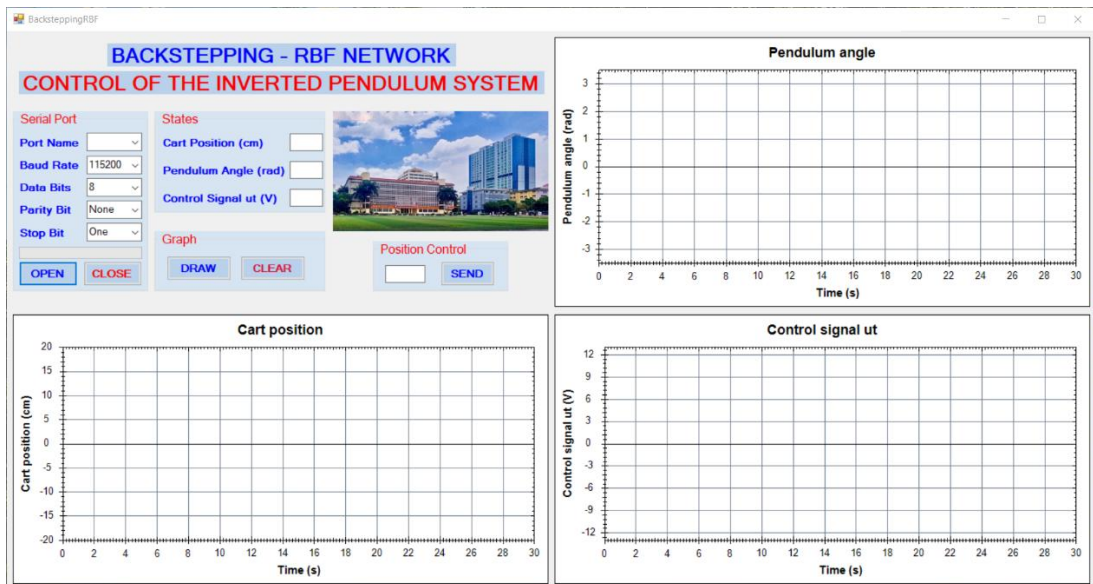 BacksteppingRBF
BACKSTEPPING - RBF NETWORK
CONTROL OF THE INVERTED PENDULUM SYSTEM
Serial Port
Port Name
Baud Rate 115200
Data Bits 8
Parity Bit None
Stop Bit One
OPEN CLOSE
States
Cart Position (cm)
Pendulum Angle (rad)
Control Signal ut (V)
Graph
DRAW CLEAR
Position Control
SEND
Pendulum angle
Pendulum angle (rad)
3
2
1
0
-1
-2
-3
0 2 4 6 8 10 12 14 16 18 20 22 24 26 28 30
Time (s)
Cart position
Cart position (cm)
20
15
10
5
0
-5
-10
-15
-20
0 2 4 6 8 10 12 14 16 18 20 22 24 26 28 30
Time (s)
Control signal ut
Control signal ut (V)
12
9
6
3
0
-3
-6
-9
-12
0 2 4 6 8 10 12 14 16 18 20 22 24 26 28 30
Time (s)